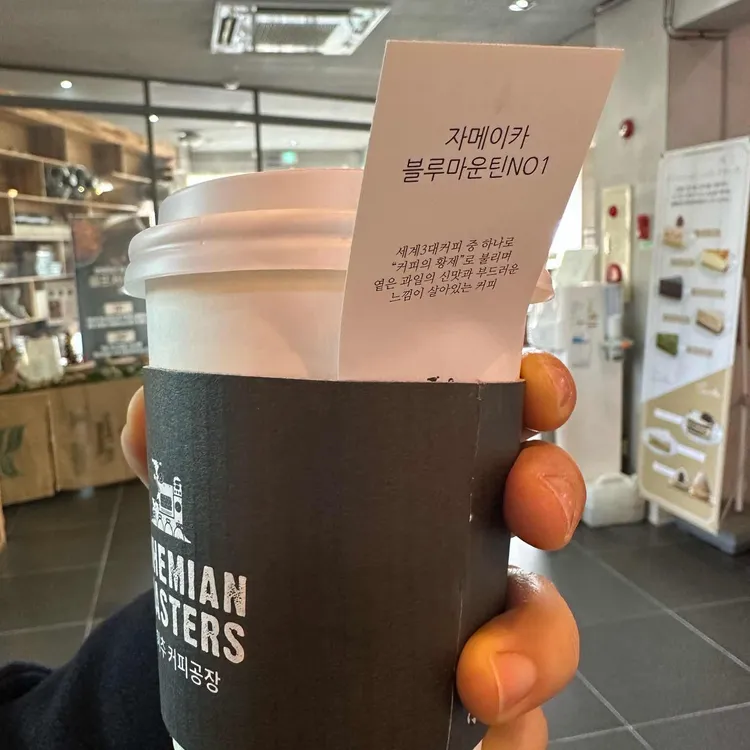 자메이카
블루마운틴NO1
세계3대커피 중 하나로
"커피의 황제"로 불리며
옅은 과일의 신맛과 부드러운
느낌이 살아있는 커피
HEMIAN
ASTERS
커피공장